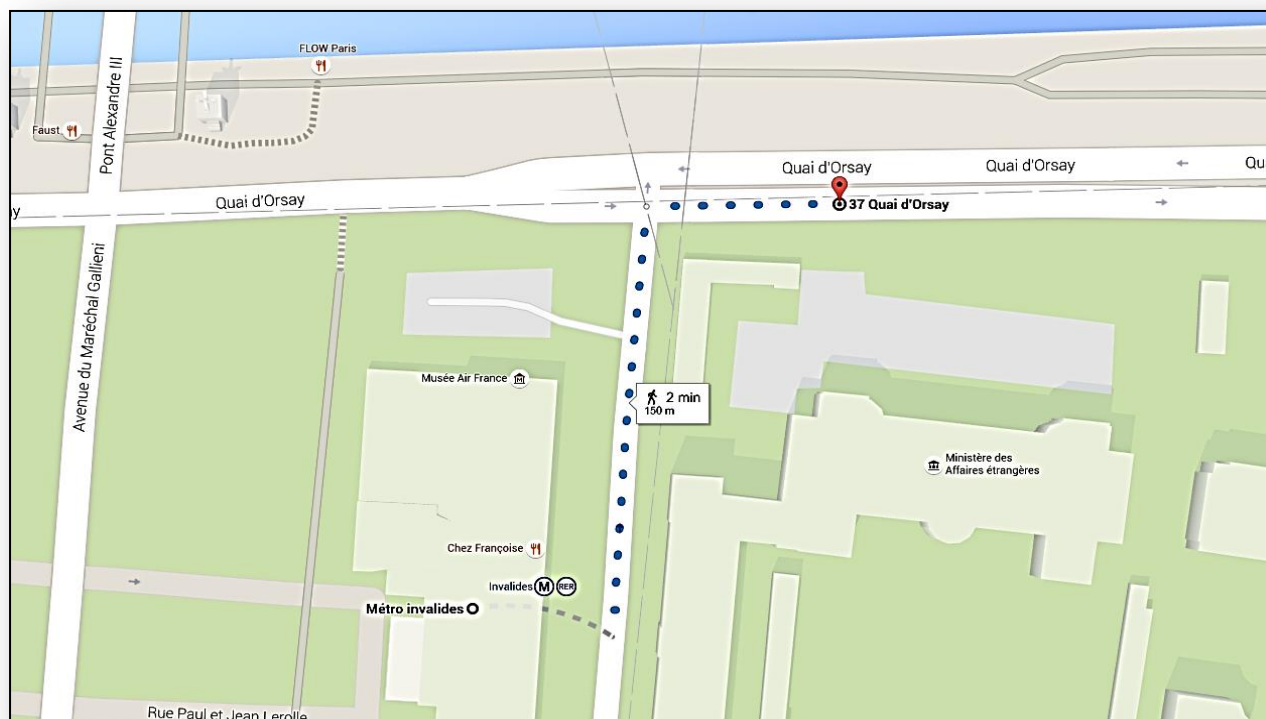 FLOW Paris
Faust
Pont Alexandre III
Quai d'Orsay
Quai d'Orsay
Qu
ay
Quai d'Orsay
37 Quai d'Orsay
Avenue du Maréchal Gallieni
Musée Air France
2 min
150 m
Ministère des
Affaires étrangères
Chez Françoise
Invalides M RER
Métro invalides
Rue Paul et Jean Lerolle